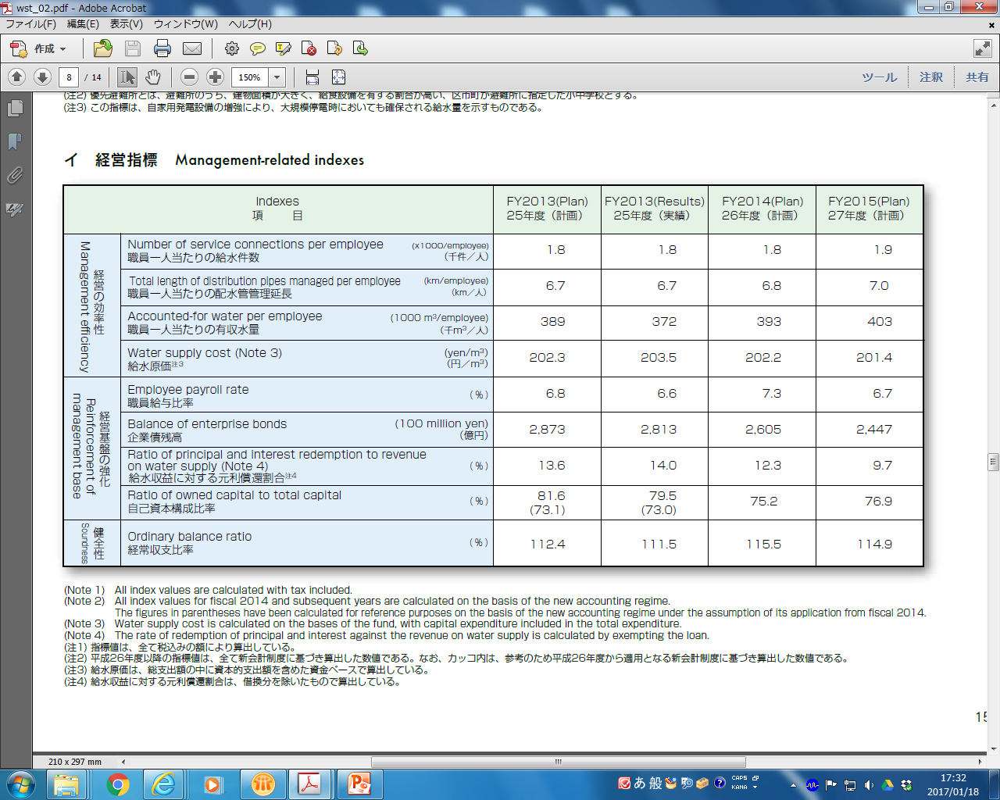 wst_02.pdf - Adobe Acrobat
ファイル(F) 編集(E) 表示(V) ウィンドウ(W) ヘルプ(H)
作成
8 / 14 150% ツール 注釈 共有
(注2) 優先避難所とは、避難所のうち、建物面積が大きく、給食設備を有する割合が高い、区市町が避難所に指定した小中学校とする。
(注3) この指標は、自家用発電設備の増強により、大規模停電時においても確保される給水量を示すものである。
イ 経営指標 Management-related indexes
Indexes
項 目
FY2013(Plan)
25年度（計画）
FY2013(Results)
25年度（実績）
FY2014(Plan)
26年度（計画）
FY2015(Plan)
27年度（計画）
経営の効率性
Management efficiency
Number of service connections per employee (x1000/employee)
職員一人当たりの給水件数 （千件／人）
1.8 1.8 1.8 1.9
Total length of distribution pipes managed per employee (km/employee)
職員一人当たりの配水管管理延長 （km／人）
6.7 6.7 6.8 7.0
Accounted-for water per employee (1000 m³/employee)
職員一人当たりの有収水量 （千m³／人）
389 372 393 403
Water supply cost (Note 3) (yen/m³)
給水原価注3 （円／m³）
202.3 203.5 202.2 201.4
経営基盤の強化
Reinforcement of
management base
Employee payroll rate
職員給与比率 （%）
6.8 6.6 7.3 6.7
Balance of enterprise bonds (100 million yen)
企業債残高 （億円）
2,873 2,813 2,605 2,447
Ratio of principal and interest redemption to revenue
on water supply (Note 4) （%）
給水収益に対する元利償還割合注4
13.6 14.0 12.3 9.7
Ratio of owned capital to total capital
自己資本構成比率 （%）
81.6 79.5 75.2 76.9
(73.1) (73.0)
健全性
Soundness
Ordinary balance ratio
経常収支比率 （%）
112.4 111.5 115.5 114.9
(Note 1) All index values are calculated with tax included.
(Note 2) All index values for fiscal 2014 and subsequent years are calculated on the basis of the new accounting regime.
The figures in parentheses have been calculated for reference purposes on the basis of the new accounting regime under the assumption of its application from fiscal 2014.
(Note 3) Water supply cost is calculated on the bases of the fund, with capital expenditure included in the total expenditure.
(Note 4) The rate of redemption of principal and interest against the revenue on water supply is calculated by exempting the loan.
(注1) 指標値は、全て税込みの額により算出している。
(注2) 平成26年度以降の指標値は、全て新会計制度に基づき算出した数値である。なお、カッコ内は、参考のため平成26年度から適用となる新会計制度に基づき算出した数値である。
(注3) 給水原価は、総支出額の中に資本的支出額を含めた資金ベースで算出している。
(注4) 給水収益に対する元利償還割合は、借換分を除いたもので算出している。
15
210 x 297 mm
あ 般 CAPS KANA
17:32
2017/01/18